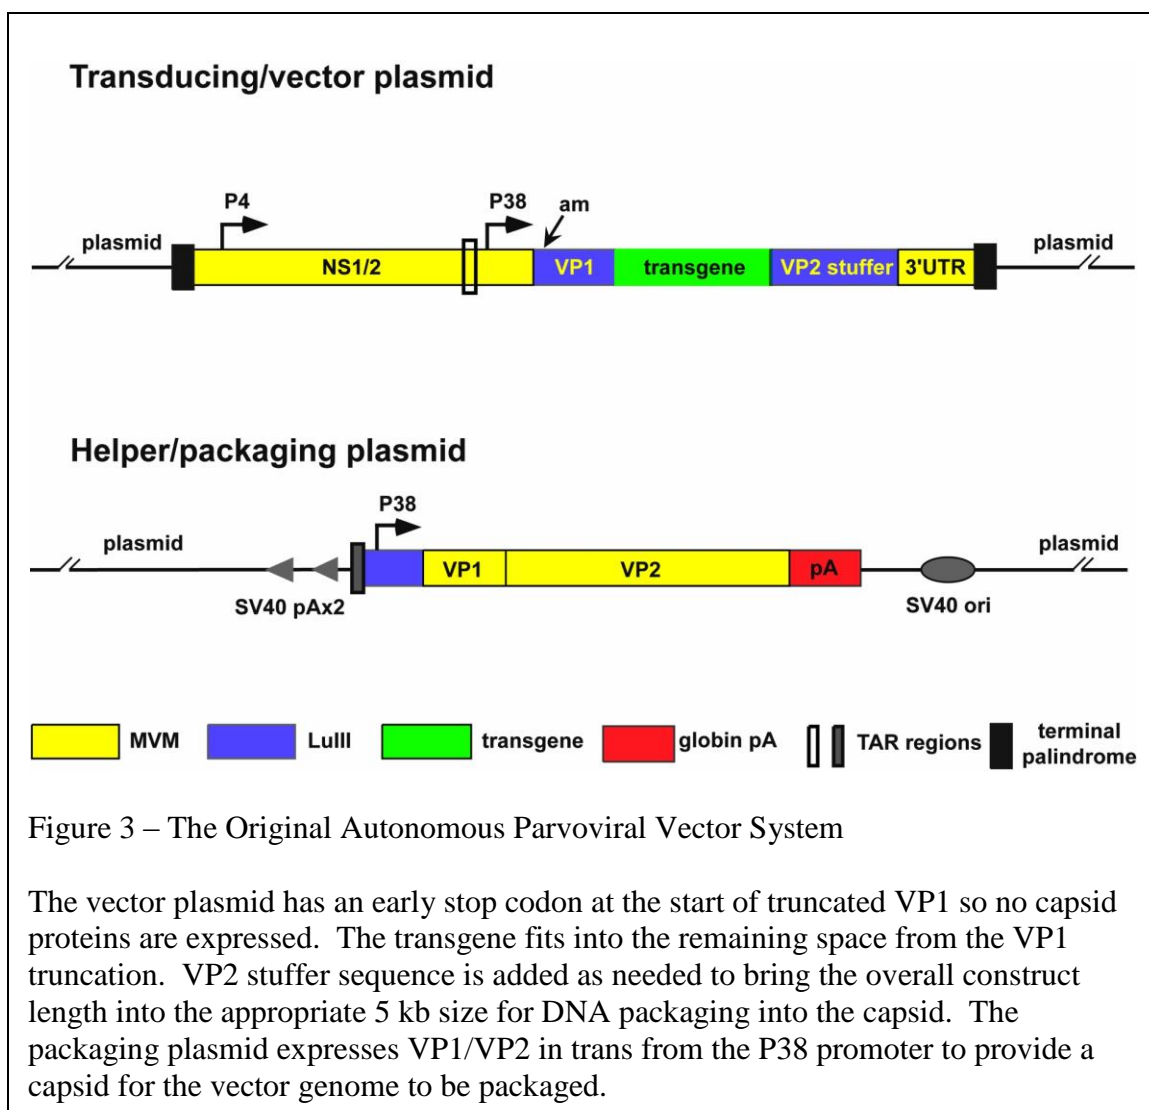 Transducing/vector plasmid
P4
P38
am
plasmid
plasmid
NS1/2
VP1
transgene
VP2 stuffer
3'UTR
Helper/packaging plasmid
P38
plasmid
plasmid
VP1
VP2
pA
SV40 pAx2
SV40 ori
MVM
LuIII
transgene
globin pA
TAR regions
terminal
palindrome
Figure 3 – The Original Autonomous Parvoviral Vector System
The vector plasmid has an early stop codon at the start of truncated VP1 so no capsid
proteins are expressed.  The transgene fits into the remaining space from the VP1
truncation.  VP2 stuffer sequence is added as needed to bring the overall construct
length into the appropriate 5 kb size for DNA packaging into the capsid.  The
packaging plasmid expresses VP1/VP2 in trans from the P38 promoter to provide a
capsid for the vector genome to be packaged.